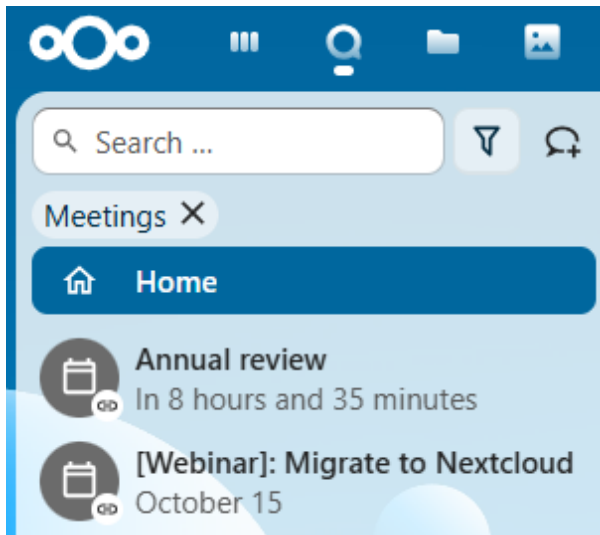 Search ...
Meetings
Home
Annual review
In 8 hours and 35 minutes
[Webinar]: Migrate to Nextcloud
October 15